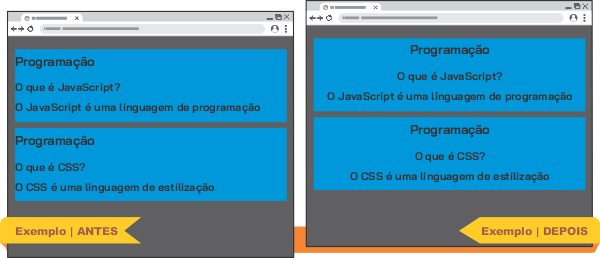 Programação
O que é JavaScript?
O JavaScript é uma linguagem de programação
Programação
O que é CSS?
O CSS é uma linguagem de estilização
Exemplo | ANTES
Programação
O que é JavaScript?
O JavaScript é uma linguagem de programação
Programação
O que é CSS?
O CSS é uma linguagem de estilização
Exemplo | DEPOIS